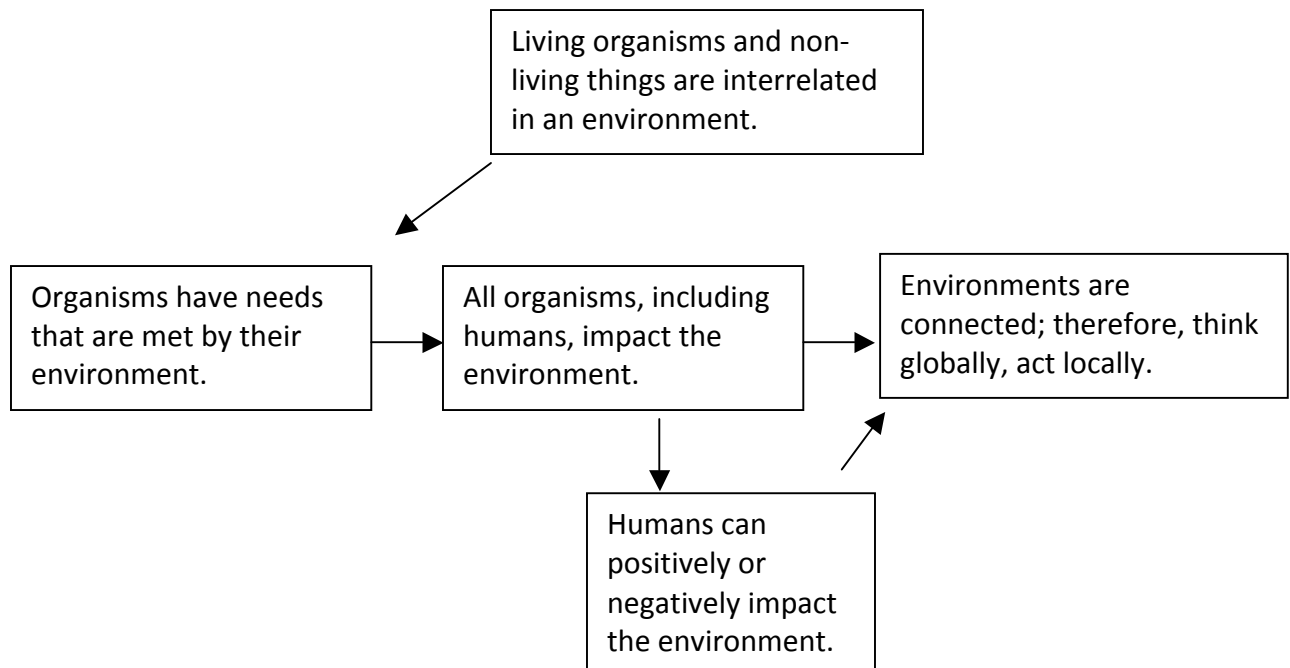 Living organisms and non-
living things are interrelated
in an environment.
Organisms have needs
that are met by their
environment.
All organisms, including
humans, impact the
environment.
Environments are
connected; therefore, think
globally, act locally.
Humans can
positively or
negatively impact
the environment.